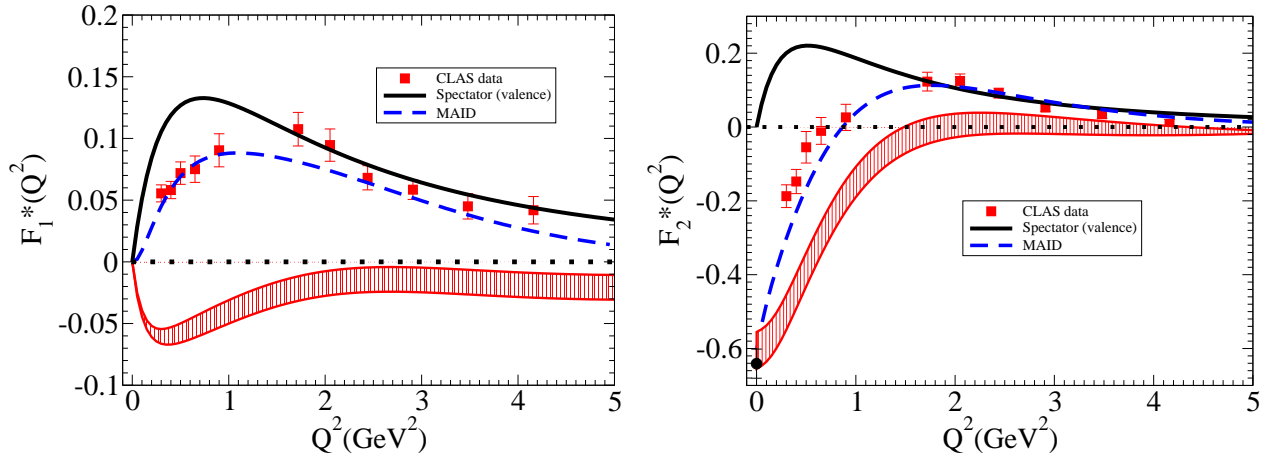 0.2
0.15
0.1
0.05
0
-0.05
-0.1
F1*(Q2)
CLAS data
Spectator (valence)
MAID
0 1 2 3 4 5
Q2(GeV2)
0.2
0
-0.2
-0.4
-0.6
F2*(Q2)
CLAS data
Spectator (valence)
MAID
0 1 2 3 4 5
Q2(GeV2)